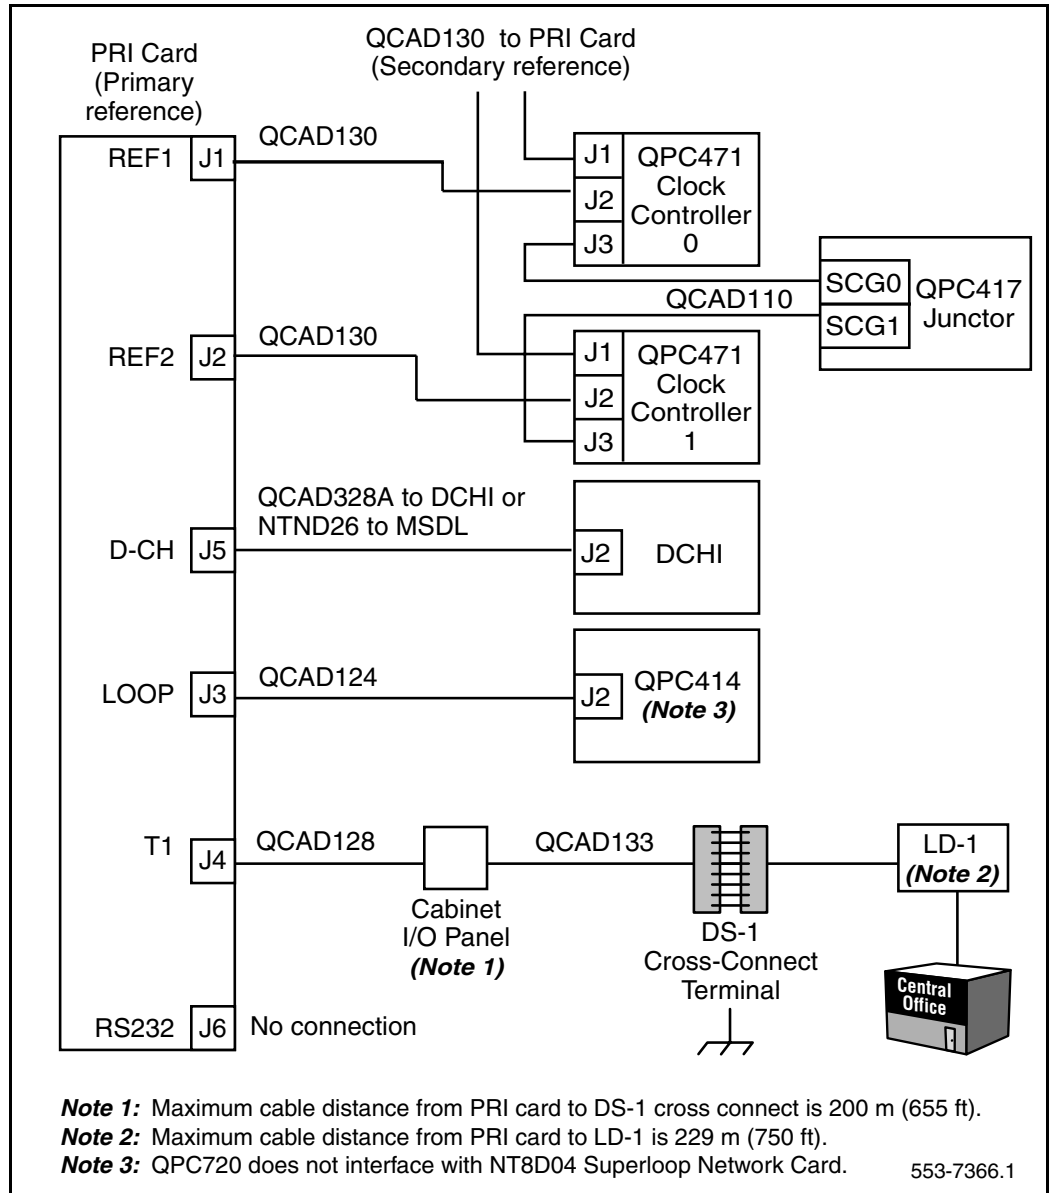 PRI Card
(Primary
reference)
QCAD130 to PRI Card
(Secondary reference)
REF1 J1
QCAD130
J1
J2
J3
QPC471
Clock
Controller
0
SCG0
SCG1
QPC417
Junctor
QCAD110
REF2 J2
QCAD130
J1
J2
J3
QPC471
Clock
Controller
1
QCAD328A to DCHI or
NTND26 to MSDL
D-CH J5
J2 DCHI
LOOP J3
QCAD124
J2
QPC414
(Note 3)
T1
J4
QCAD128
Cabinet
I/O Panel
(Note 1)
QCAD133
DS-1
Cross-Connect
Terminal
LD-1
(Note 2)
Central
Office
RS232 J6 No connection
Note 1: Maximum cable distance from PRI card to DS-1 cross connect is 200 m (655 ft).
Note 2: Maximum cable distance from PRI card to LD-1 is 229 m (750 ft).
Note 3: QPC720 does not interface with NT8D04 Superloop Network Card.
553-7366.1